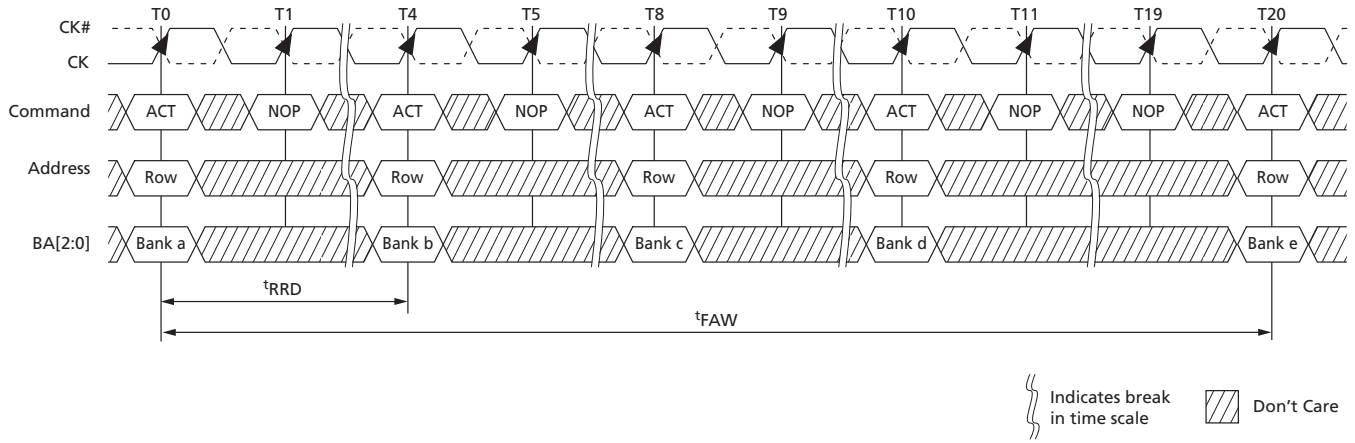 T0 T1 T4 T5 T8 T9 T10 T11 T19 T20
CK#
CK
Command ACT NOP ACT NOP ACT NOP ACT NOP NOP ACT
Address Row Row Row Row Row
BA[2:0] Bank a Bank b Bank c Bank d Bank e
tRRD
tFAW
Indicates break
in time scale
Don't Care